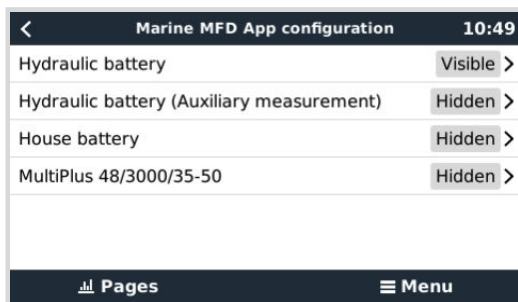 Marine MFD App configuration 10:49
Hydraulic battery Visible
Hydraulic battery (Auxiliary measurement) Hidden
House battery Hidden
MultiPlus 48/3000/35-50 Hidden
Pages Menu